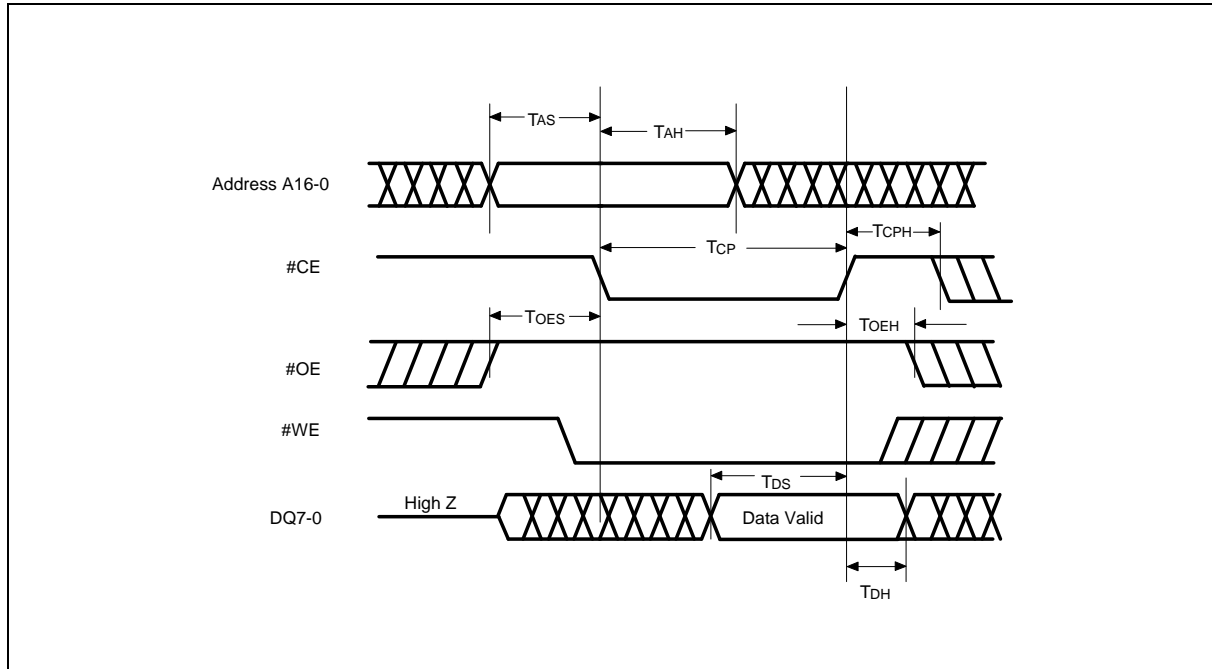 TAS
TAH
Address A16-0
TCPH
TCP
#CE
TOES
TOEH
#OE
#WE
TDS
High Z
DQ7-0
Data Valid
TDH